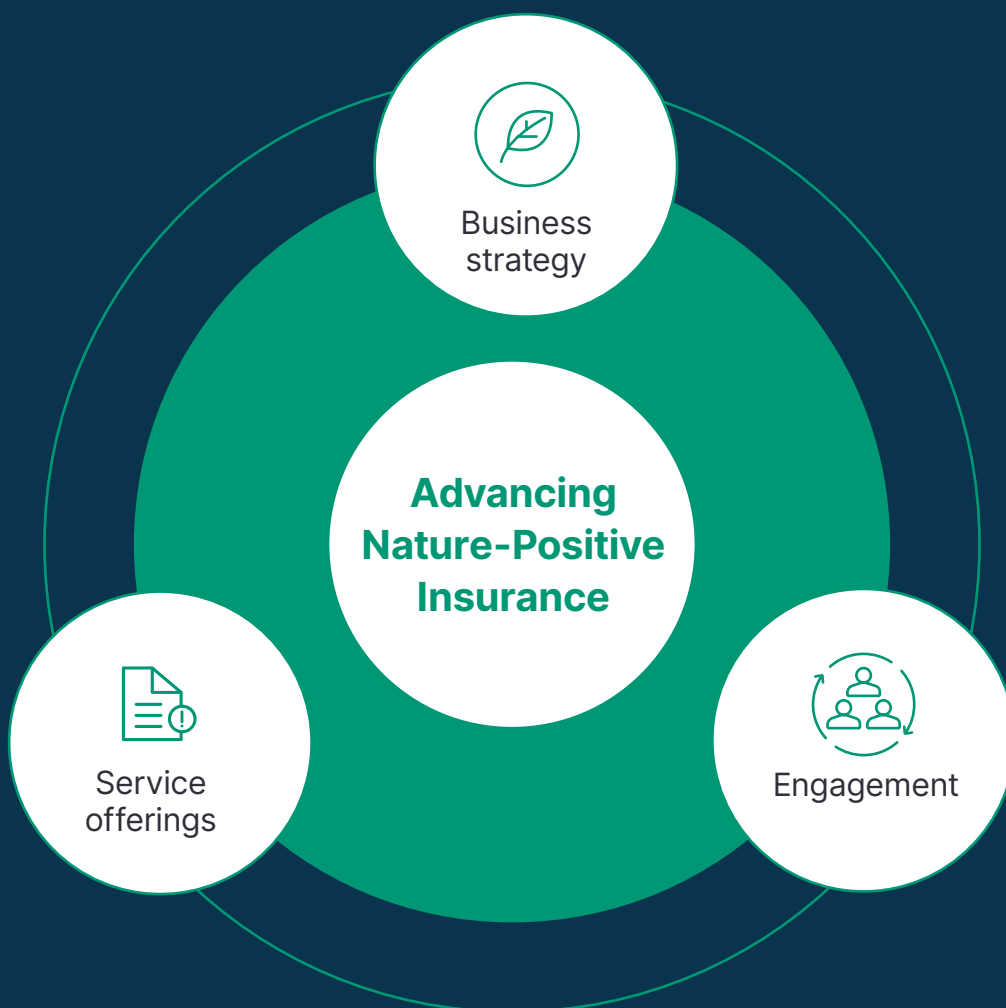 Business
strategy
Advancing
Nature-Positive
Insurance
Service
offerings
Engagement